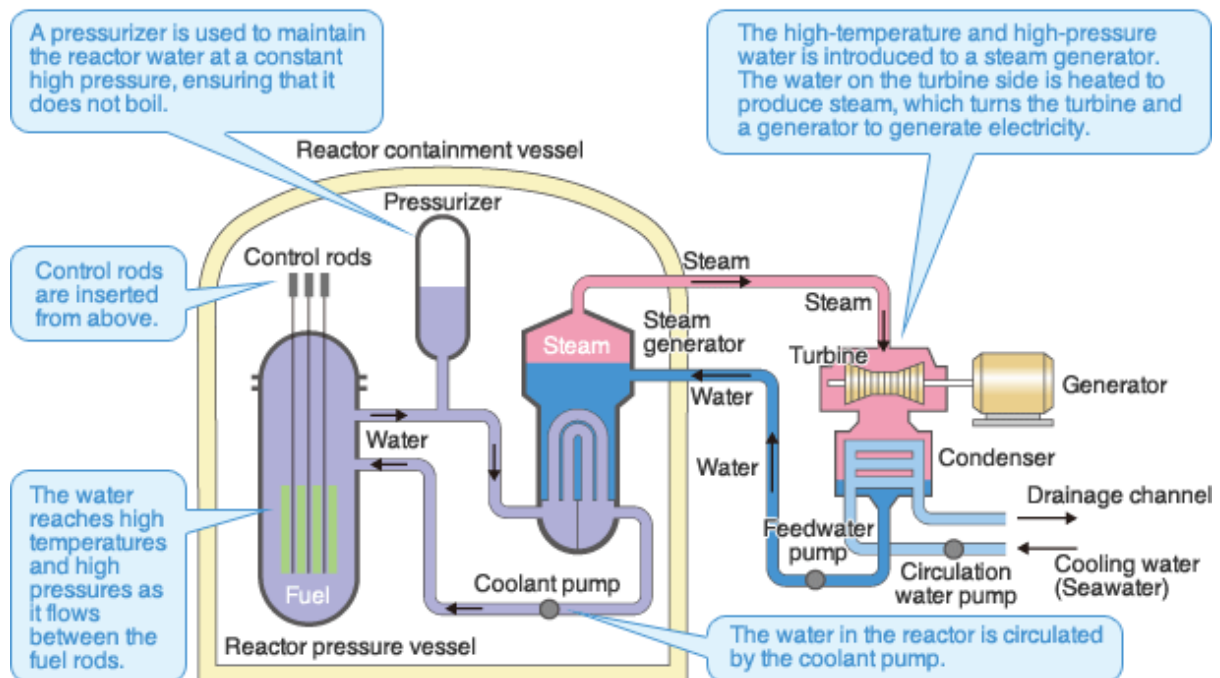 A pressurizer is used to maintain
the reactor water at a constant
high pressure, ensuring that it
does not boil.
The high-temperature and high-pressure
water is introduced to a steam generator.
The water on the turbine side is heated to
produce steam, which turns the turbine and
a generator to generate electricity.
Reactor containment vessel
Pressurizer
Control rods
Control rods
are inserted
from above.
Steam
Steam
Steam
Steam
generator
Turbine
Generator
Water
Water
Water
Condenser
Drainage channel
Feedwater
pump
Cooling water
(Seawater)
Circulation
water pump
The water
reaches high
temperatures
and high
pressures as
it flows
between the
fuel rods.
Fuel
Coolant pump
Reactor pressure vessel
The water in the reactor is circulated
by the coolant pump.